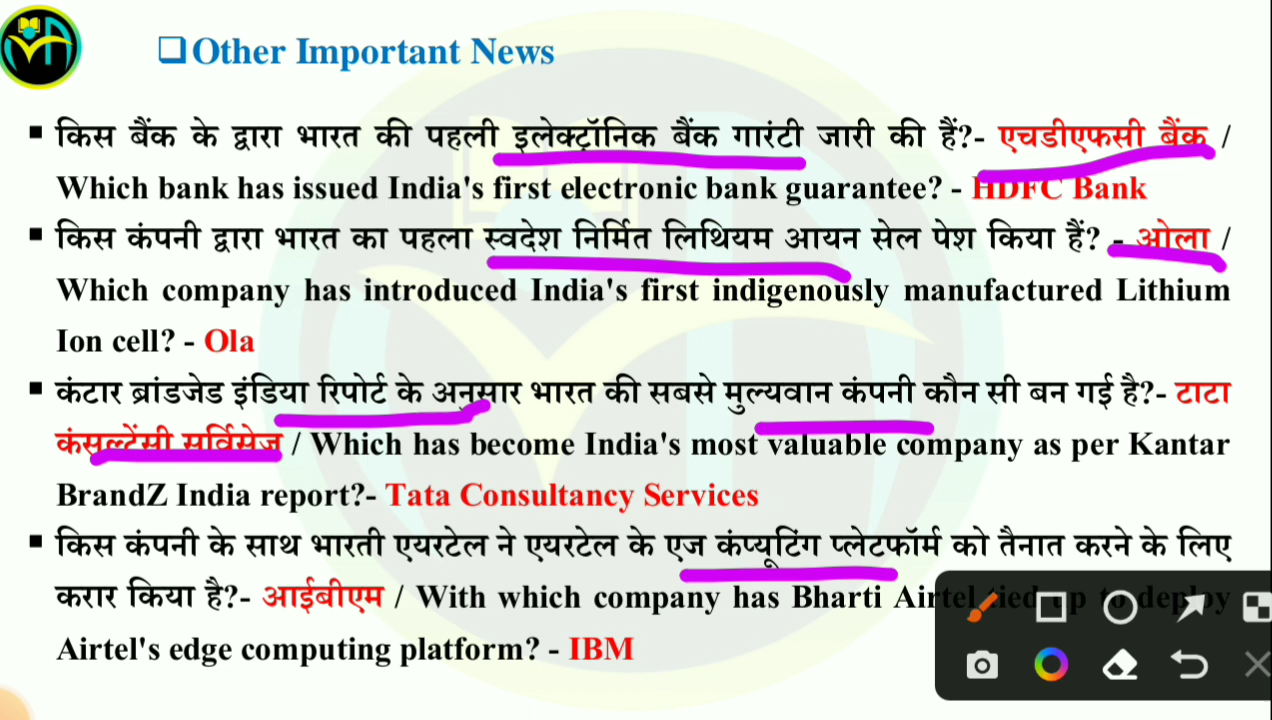 ❑Other Important News
▪ किस बैंक के द्वारा भारत की पहली इलेक्ट्रॉनिक बैंक गारंटी जारी की हैं?- एचडीएफसी बैंक /
Which bank has issued India's first electronic bank guarantee? - HDFC Bank
▪ किस कंपनी द्वारा भारत का पहला स्वदेश निर्मित लिथियम आयन सेल पेश किया हैं? - ओला /
Which company has introduced India's first indigenously manufactured Lithium
Ion cell? - Ola
▪ कंटार ब्रांडजेड इंडिया रिपोर्ट के अनुसार भारत की सबसे मुल्यवान कंपनी कौन सी बन गई है?- टाटा
कंसल्टेंसी सर्विसेज / Which has become India's most valuable company as per Kantar
BrandZ India report?- Tata Consultancy Services
▪ किस कंपनी के साथ भारती एयरटेल ने एयरटेल के एज कंप्यूटिंग प्लेटफॉर्म को तैनात करने के लिए
करार किया है?- आईबीएम / With which company has Bharti Airtel tied up to deploy
Airtel's edge computing platform? - IBM